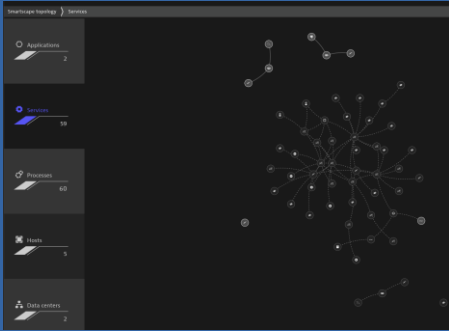 Smartscape topology > Services
Applications
2
Services
59
Processes
60
Hosts
5
Data centers
2